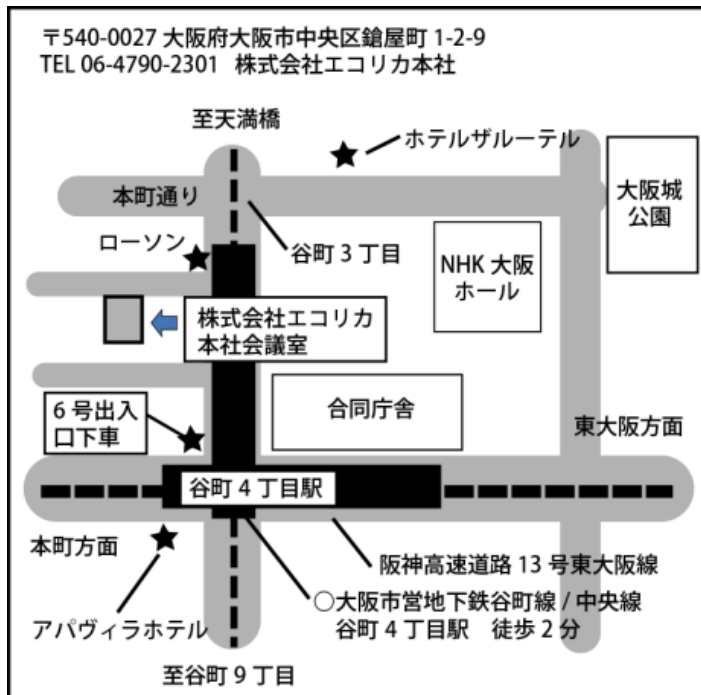 〒540-0027 大阪府大阪市中央区鎗屋町 1-2-9
TEL 06-4790-2301 株式会社エコリカ本社
至天満橋
ホテルザルーテル
大阪城
公園
本町通り
ローソン
谷町 3 丁目
NHK 大阪
ホール
株式会社エコリカ
本社会議室
6 号出入
口下車
合同庁舎
東大阪方面
谷町 4 丁目駅
本町方面
阪神高速道路 13 号東大阪線
○大阪市営地下鉄谷町線 / 中央線
谷町 4 丁目駅 徒歩 2 分
アパヴィラホテル
至谷町 9 丁目